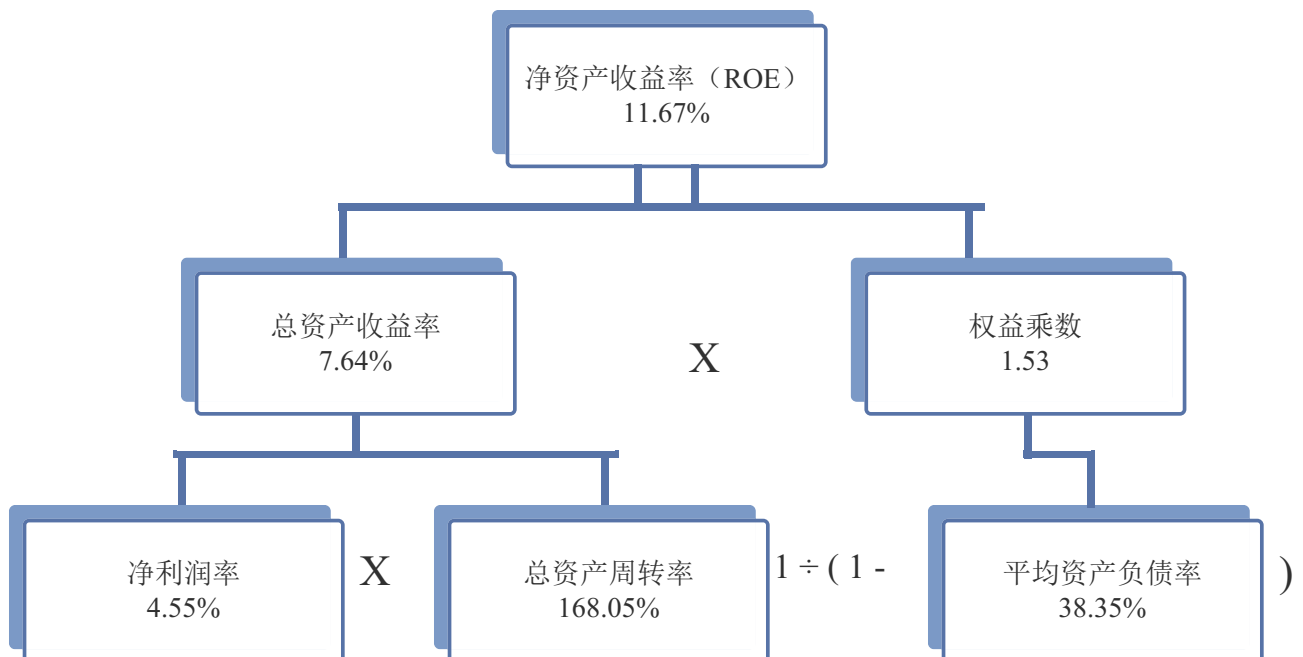 净资产收益率（ROE）
11.67%
总资产收益率
7.64%
X
权益乘数
1.53
净利润率
4.55%
X
总资产周转率
168.05%
1 ÷ ( 1 -
平均资产负债率
38.35%
)